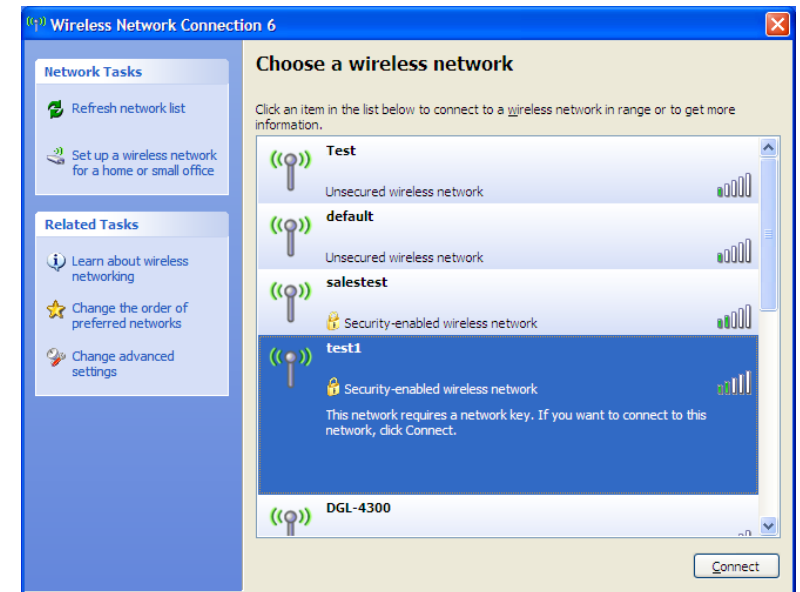 Wireless Network Connection 6
Network Tasks
Refresh network list
Set up a wireless network
for a home or small office
Related Tasks
Learn about wireless
networking
Change the order of
preferred networks
Change advanced
settings
Choose a wireless network
Click an item in the list below to connect to a wireless network in range or to get more
information.
Test
Unsecured wireless network
default
Unsecured wireless network
salestest
Security-enabled wireless network
test1
Security-enabled wireless network
This network requires a network key. If you want to connect to this
network, click Connect.
DGL-4300
Connect